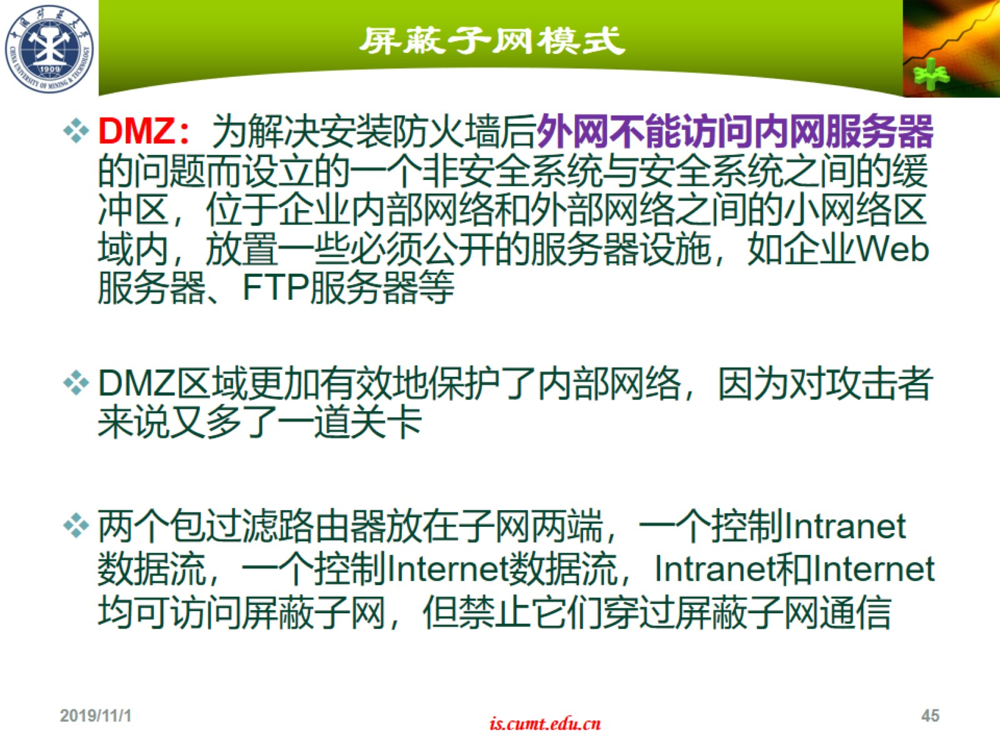 中国矿业大学
CHINA UNIVERSITY OF MINING & TECHNOLOGY
1909
屏蔽子网模式
DMZ：为解决安装防火墙后外网不能访问内网服务器
的问题而设立的一个非安全系统与安全系统之间的缓
冲区，位于企业内部网络和外部网络之间的小网络区
域内，放置一些必须公开的服务器设施，如企业Web
服务器、FTP服务器等
DMZ区域更加有效地保护了内部网络，因为对攻击者
来说又多了一道关卡
两个包过滤路由器放在子网两端，一个控制Intranet
数据流，一个控制Internet数据流，Intranet和Internet
均可访问屏蔽子网，但禁止它们穿过屏蔽子网通信
2019/11/1
is.cumt.edu.cn
45